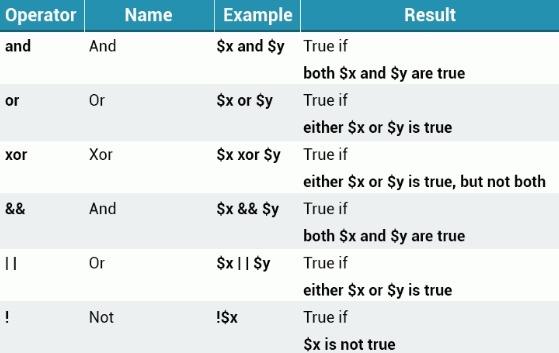 Operator Name Example Result
and And $x and $y True if
both $x and $y are true
or Or $x or $y True if
either $x or $y is true
xor Xor $x xor $y True if
either $x or $y is true, but not both
&& And $x && $y True if
both $x and $y are true
|| Or $x || $y True if
either $x or $y is true
! Not !$x True if
$x is not true